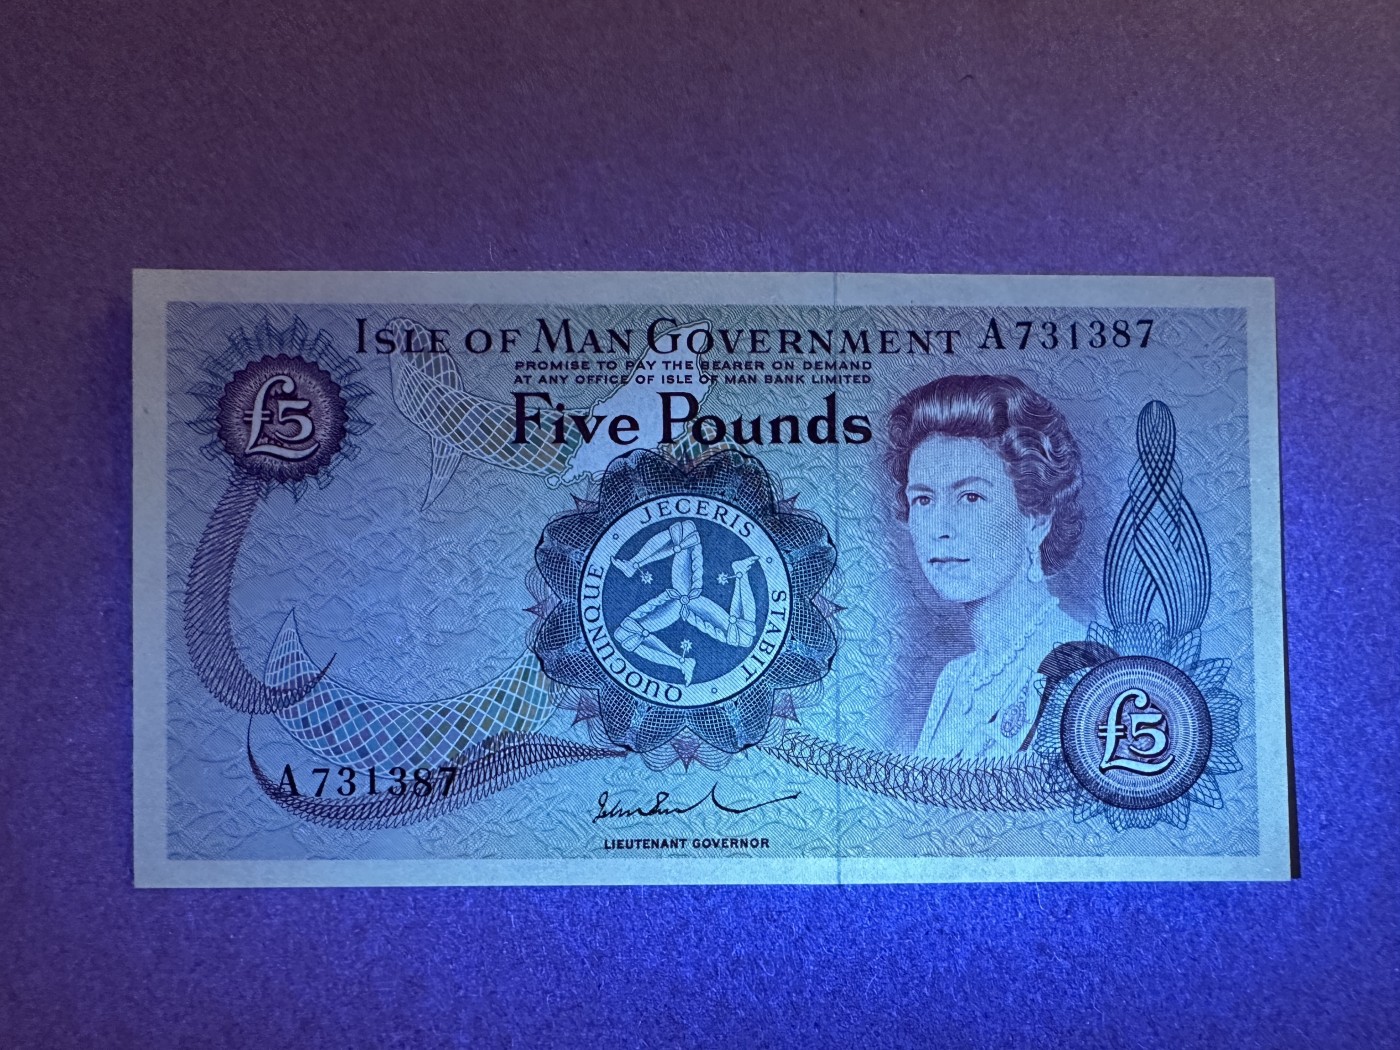 ISLE OF MAN GOVERNMENT A731387
PROMISE TO PAY THE BEARER ON DEMAND
AT ANY OFFICE OF ISLE OF MAN BANK LIMITED
Five Pounds
£5
QUOCUNQUE JECERIS STABIT
£5
A731387
LIEUTENANT GOVERNOR